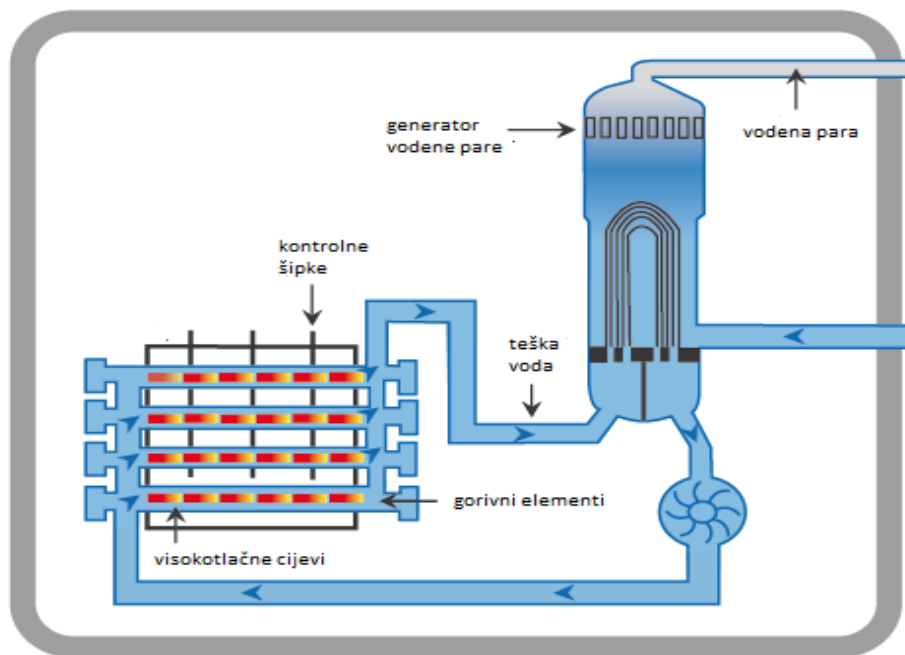 generator
vodene pare
vodena para
kontrolne
šipke
teška
voda
gorivni elementi
visokotlačne cijevi